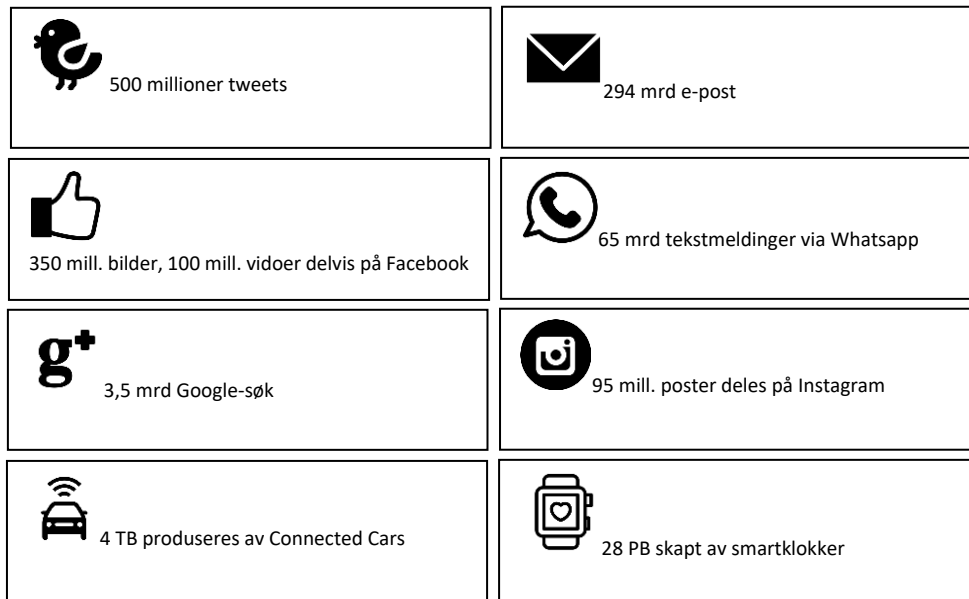 500 millioner tweets
294 mrd e-post
350 mill. bilder, 100 mill. vidoer delvis på Facebook
65 mrd tekstmeldinger via Whatsapp
g+
3,5 mrd Google-søk
95 mill. poster deles på Instagram
4 TB produseres av Connected Cars
28 PB skapt av smartklokker